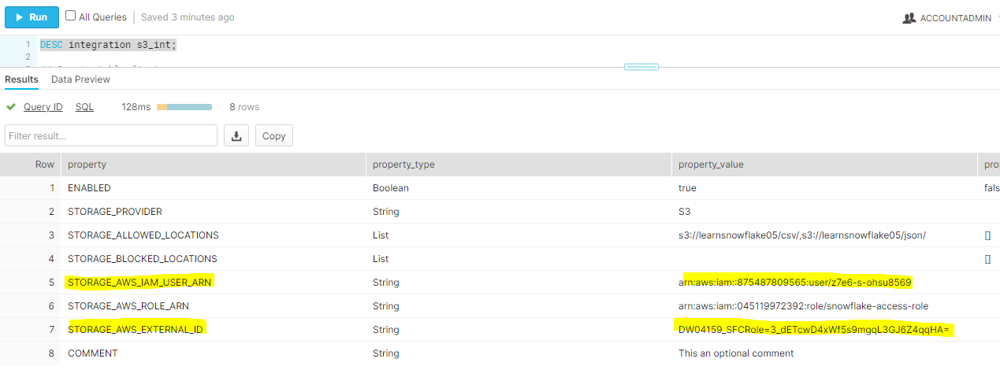 Run All Queries Saved 3 minutes ago ACCOUNTADMIN
1 DESC integration s3_int;
2
Results Data Preview
Query ID SQL 128ms 8 rows
Filter result... Copy
Row property property_type property_value pro
1 ENABLED Boolean true fals
2 STORAGE_PROVIDER String S3
3 STORAGE_ALLOWED_LOCATIONS List s3://learnsnowflake05/csv/,s3://learnsnowflake05/json/ []
4 STORAGE_BLOCKED_LOCATIONS List []
5 STORAGE_AWS_IAM_USER_ARN String arn:aws:iam::875487809565:user/z7e6-s-ohsu8569
6 STORAGE_AWS_ROLE_ARN String arn:aws:iam::045119972392:role/snowflake-access-role
7 STORAGE_AWS_EXTERNAL_ID String DW04159_SFCRole=3_dETcwD4xWf5s9mgqL3GJ6Z4qqHA=
8 COMMENT String This an optional comment